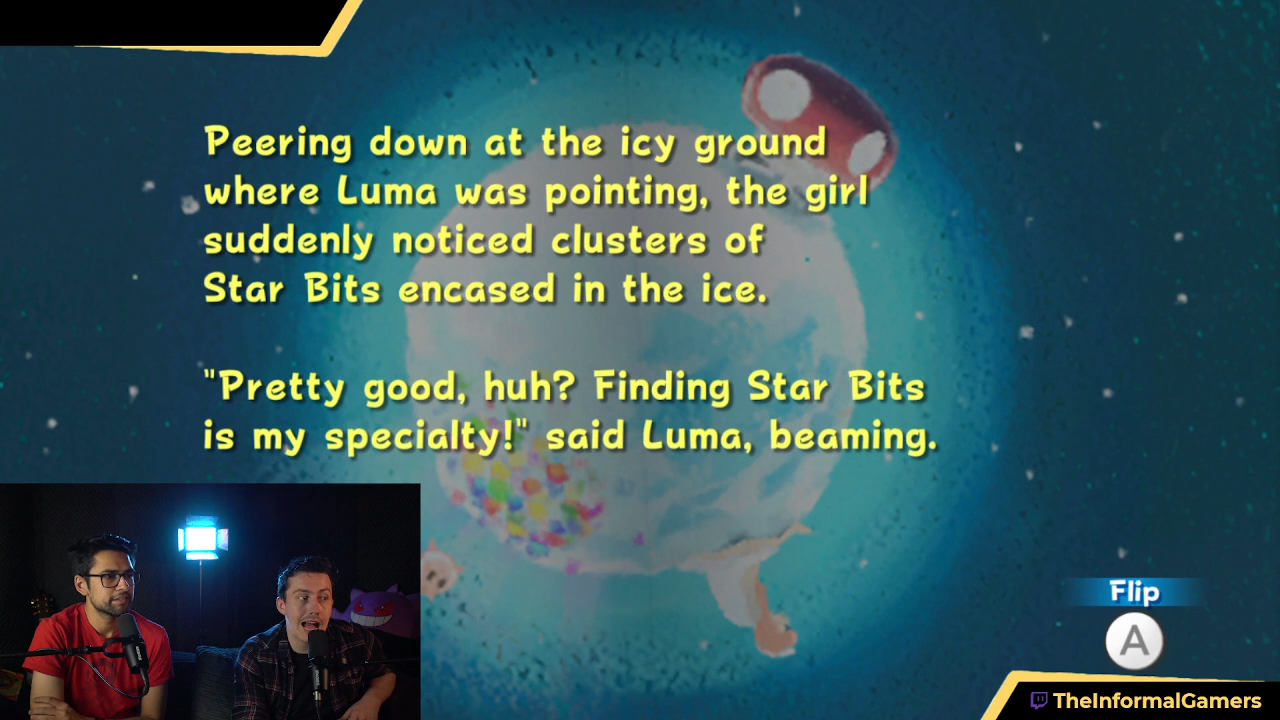 Peering down at the icy ground
where Luma was pointing, the girl
suddenly noticed clusters of
Star Bits encased in the ice.
"Pretty good, huh? Finding Star Bits
is my specialty!" said Luma, beaming.
Flip
A
TheInformalGamers